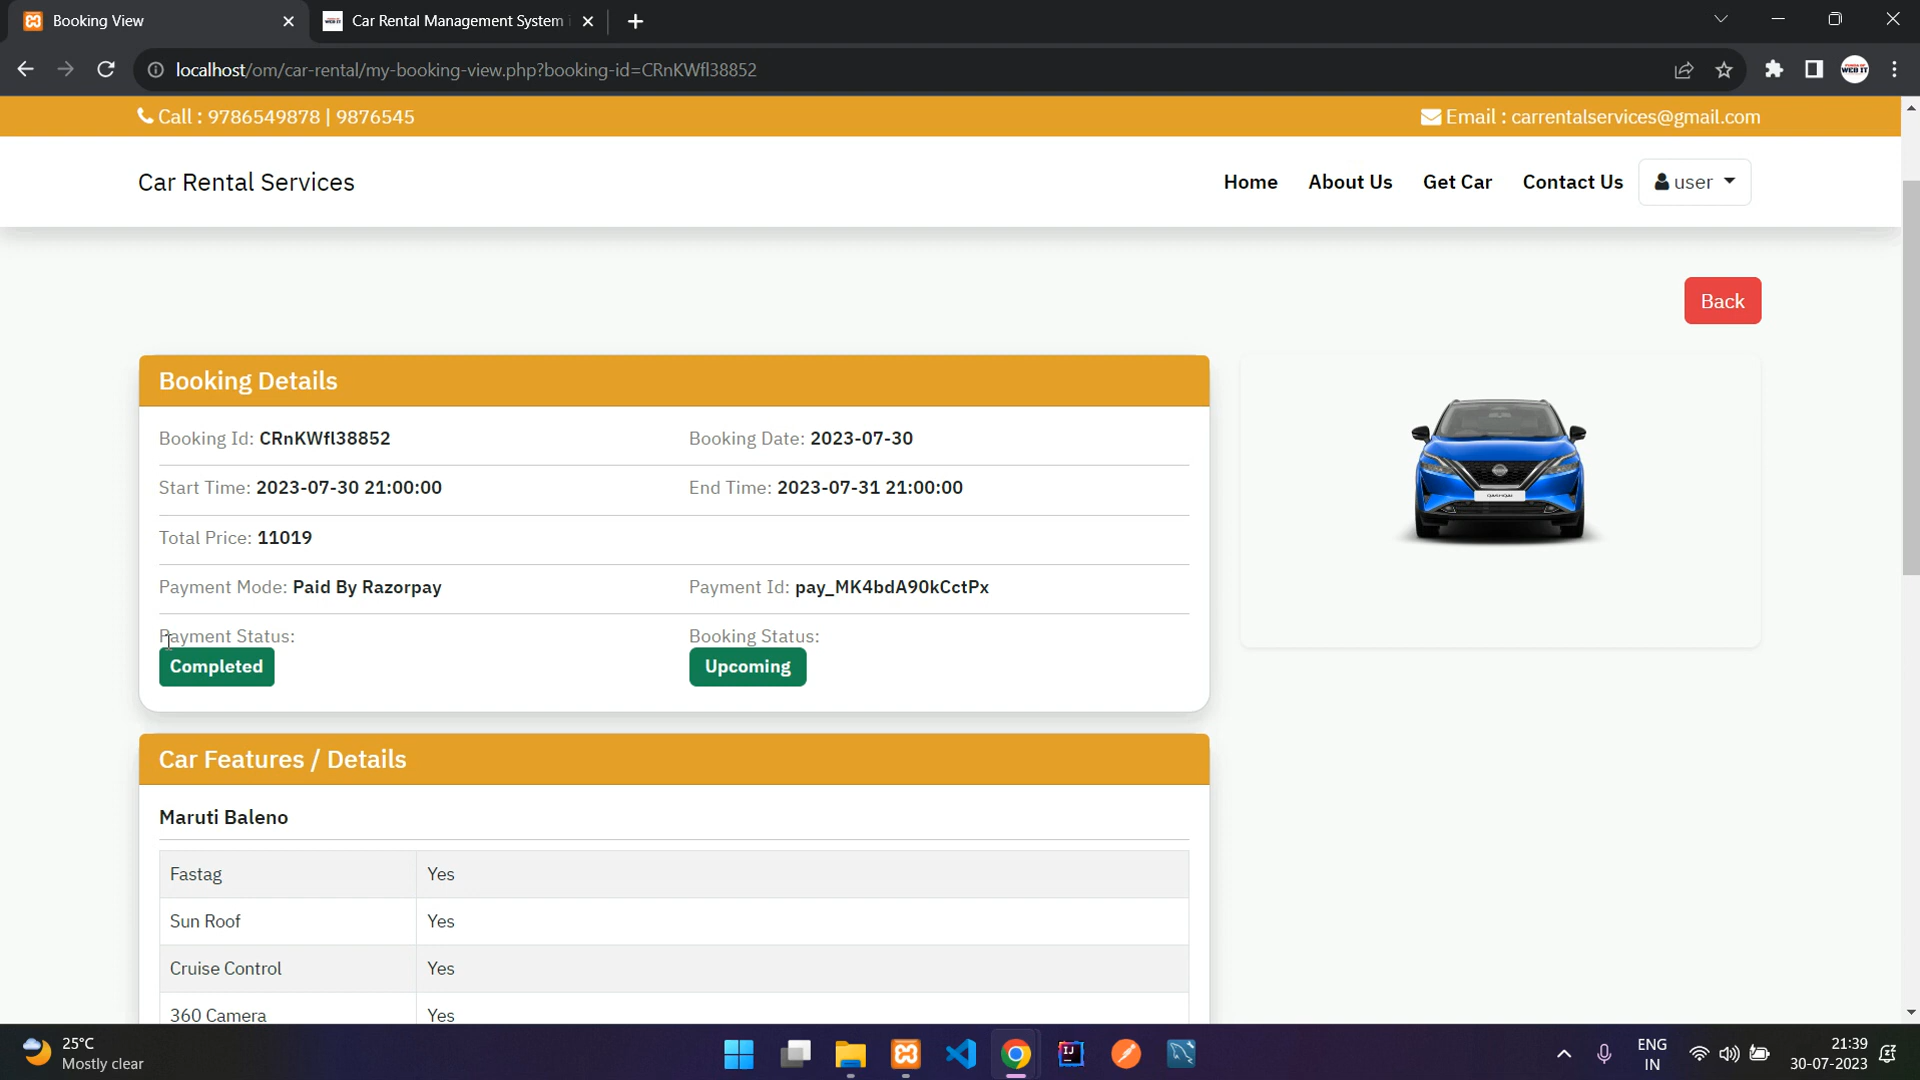 Booking View
Car Rental Management System
localhost/om/car-rental/my-booking-view.php?booking-id=CRnKWfl38852
Call : 9786549878 | 9876545
Email : carrentalservices@gmail.com
Car Rental Services
Home
About Us
Get Car
Contact Us
user
Back
Booking Details
Booking Id: CRnKWfl38852
Booking Date: 2023-07-30
Start Time: 2023-07-30 21:00:00
End Time: 2023-07-31 21:00:00
Total Price: 11019
Payment Mode: Paid By Razorpay
Payment Id: pay_MK4bdA90kCctPx
Payment Status:
Completed
Booking Status:
Upcoming
Car Features / Details
Maruti Baleno
Fastag
Yes
Sun Roof
Yes
Cruise Control
Yes
360 Camera
Yes
25°C
Mostly clear
ENG
IN
21:39
30-07-2023